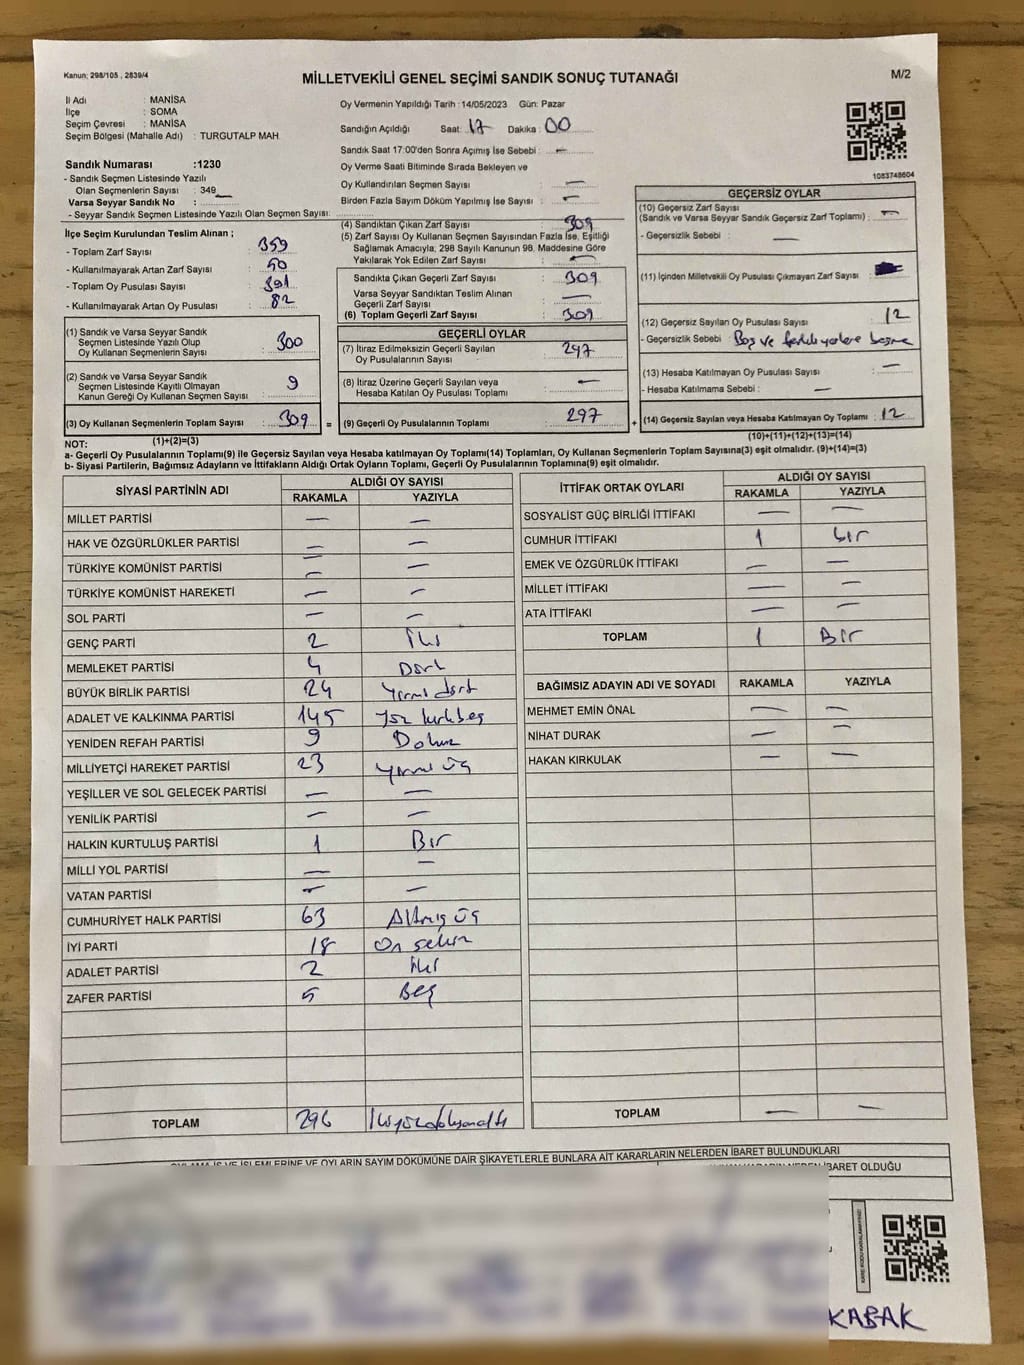 Kanun; 298/105 , 2839/4
MİLLETVEKİLİ GENEL SEÇİMİ SANDIK SONUÇ TUTANAĞI
M/2
İl Adı : MANİSA
İlçe : SOMA
Seçim Çevresi : MANİSA
Seçim Bölgesi (Mahalle Adı) : TURGUTALP MAH
Sandık Numarası :1230
- Sandık Seçmen Listesinde Yazılı
Olan Seçmenlerin Sayısı : 349
Varsa Seyyar Sandık No :
- Seyyar Sandık Seçmen Listesinde Yazılı Olan Seçmen Sayısı:
İlçe Seçim Kurulundan Teslim Alınan ;
- Toplam Zarf Sayısı : 359
- Kullanılmayarak Artan Zarf Sayısı : 50
- Toplam Oy Pusulası Sayısı : 391
- Kullanılmayarak Artan Oy Pusulası : 82
(1) Sandık ve Varsa Seyyar Sandık
Seçmen Listesinde Yazılı Olup
Oy Kullanan Seçmenlerin Sayısı : 300
(2) Sandık ve Varsa Seyyar Sandık
Seçmen Listesinde Kayıtlı Olmayan
Kanun Gereği Oy Kullanan Seçmen Sayısı : 9
(3) Oy Kullanan Seçmenlerin Toplam Sayısı : 309 =
(1)+(2)=(3)
Oy Vermenin Yapıldığı Tarih : 14/05/2023 Gün: Pazar
Sandığın Açıldığı Saat: 17 Dakika : 00
Sandık Saat 17:00'den Sonra Açımış İse Sebebi : —
Oy Verme Saati Bitiminde Sırada Bekleyen ve
Oy Kullandırılan Seçmen Sayısı : —
Birden Fazla Sayım Döküm Yapılmış İse Sayısı : —
(4) Sandıktan Çıkan Zarf Sayısı : 309
(5) Zarf Sayısı Oy Kullanan Seçmen Sayısından Fazla İse, Eşitliği
Sağlamak Amacıyla, 298 Sayılı Kanunun 98. Maddesine Göre
Yakılarak Yok Edilen Zarf Sayısı : —
Sandıkta Çıkan Geçerli Zarf Sayısı : 309
Varsa Seyyar Sandıktan Teslim Alınan
Geçerli Zarf Sayısı : —
(6) Toplam Geçerli Zarf Sayısı : 309
GEÇERLİ OYLAR
(7) İtiraz Edilmeksizin Geçerli Sayılan
Oy Pusulalarının Sayısı : 297
(8) İtiraz Üzerine Geçerli Sayılan veya
Hesaba Katılan Oy Pusulası Toplamı : —
(9) Geçerli Oy Pusulalarının Toplamı : 297 +
1083748604
GEÇERSİZ OYLAR
(10) Geçersiz Zarf Sayısı
(Sandık ve Varsa Seyyar Sandık Geçersiz Zarf Toplamı) : —
- Geçersizlik Sebebi : —
(11) İçinden Milletvekili Oy Pusulası Çıkmayan Zarf Sayısı :
(12) Geçersiz Sayılan Oy Pusulası Sayısı : 12
- Geçersizlik Sebebi : Boş ve farklı yerlere basma
(13) Hesaba Katılmayan Oy Pusulası Sayısı : —
- Hesaba Katılmama Sebebi : —
(14) Geçersiz Sayılan veya Hesaba Katılmayan Oy Toplamı : 12
(10)+(11)+(12)+(13)=(14)
NOT:
a- Geçerli Oy Pusulalarının Toplamı(9) ile Geçersiz Sayılan veya Hesaba katılmayan Oy Toplamı(14) Toplamları, Oy Kullanan Seçmenlerin Toplam Sayısına(3) eşit olmalıdır. (9)+(14)=(3)
b- Siyasi Partilerin, Bağımsız Adayların ve İttifakların Aldığı Ortak Oyların Toplamı, Geçerli Oy Pusulalarının Toplamına(9) eşit olmalıdır.
SİYASİ PARTİNİN ADI ALDIĞI OY SAYISI
RAKAMLA YAZIYLA
MİLLET PARTİSİ — —
HAK VE ÖZGÜRLÜKLER PARTİSİ — —
TÜRKİYE KOMÜNİST PARTİSİ — —
TÜRKİYE KOMÜNİST HAREKETİ — —
SOL PARTİ — —
GENÇ PARTİ 2 İki
MEMLEKET PARTİSİ 4 Dört
BÜYÜK BİRLİK PARTİSİ 24 Yirmi dört
ADALET VE KALKINMA PARTİSİ 145 Yüz kırkbeş
YENİDEN REFAH PARTİSİ 9 Dokuz
MİLLİYETÇİ HAREKET PARTİSİ 23 Yirmi üç
YEŞİLLER VE SOL GELECEK PARTİSİ — —
YENİLİK PARTİSİ — —
HALKIN KURTULUŞ PARTİSİ 1 Bir
MİLLİ YOL PARTİSİ — —
VATAN PARTİSİ — —
CUMHURİYET HALK PARTİSİ 63 Altmış üç
İYİ PARTİ 18 On sekiz
ADALET PARTİSİ 2 İki
ZAFER PARTİSİ 5 Beş
TOPLAM 296 İkiyüzdoksanaltı
İTTİFAK ORTAK OYLARI ALDIĞI OY SAYISI
RAKAMLA YAZIYLA
SOSYALİST GÜÇ BİRLİĞİ İTTİFAKI — —
CUMHUR İTTİFAKI 1 bir
EMEK VE ÖZGÜRLÜK İTTİFAKI — —
MİLLET İTTİFAKI — —
ATA İTTİFAKI — —
TOPLAM 1 Bir
BAĞIMSIZ ADAYIN ADI VE SOYADI RAKAMLA YAZIYLA
MEHMET EMİN ÖNAL — —
NİHAT DURAK — —
HAKAN KIRKULAK — —
TOPLAM — —
OYLAMA İŞ VE İŞLEMLERİNE VE OYLARIN SAYIM DÖKÜMÜNE DAİR ŞİKAYETLERLE BUNLARA AİT KARARLARIN NELERDEN İBARET BULUNDUKLARI
İBARET OLDUĞU
KABAK